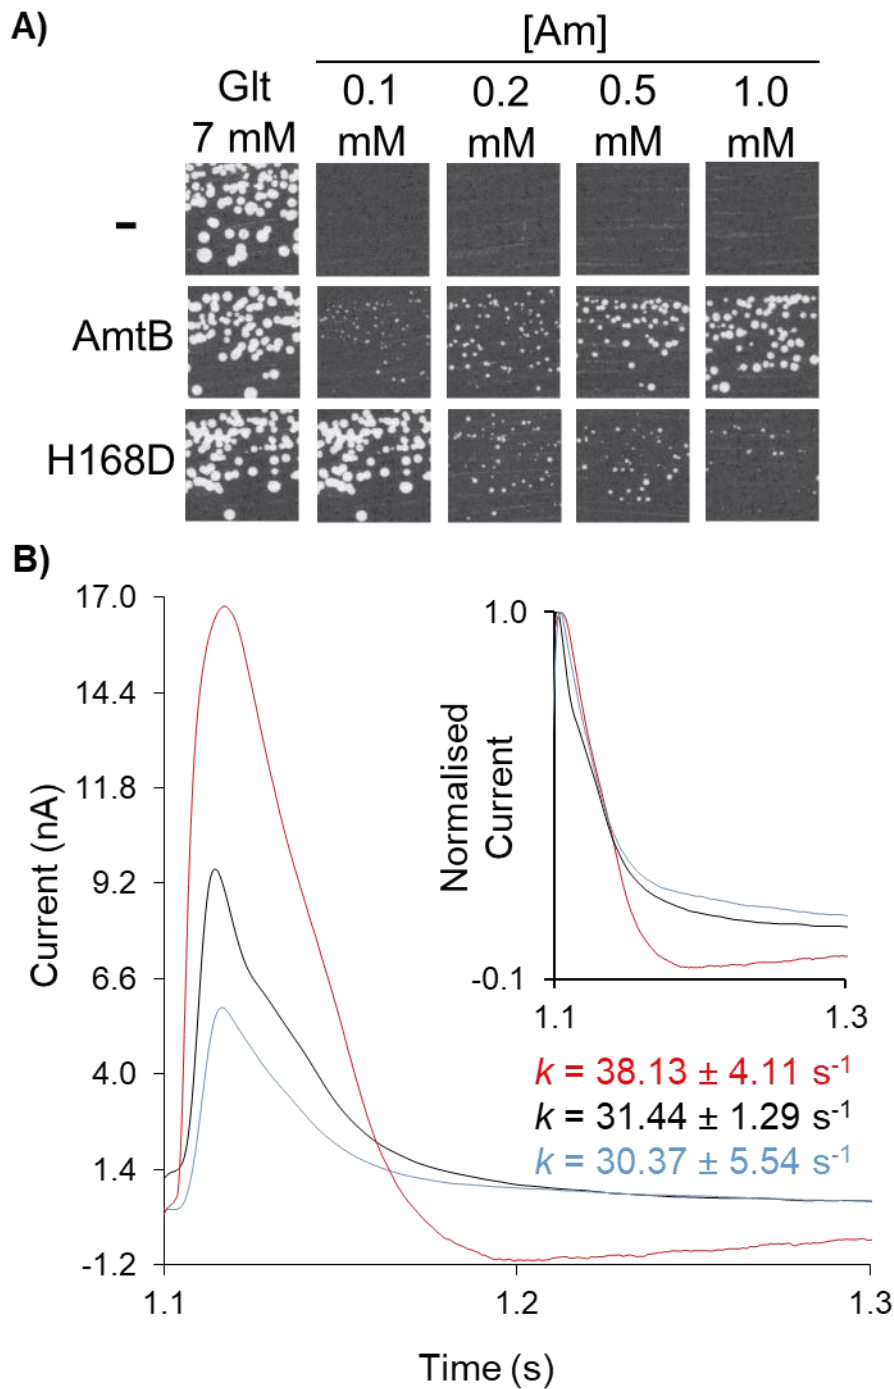 A)
[Am]
Glt 0.1 0.2 0.5 1.0
7 mM mM mM mM mM
-
AmtB
H168D
B)
17.0
14.4
11.8
9.2
6.6
4.0
1.4
-1.2
Current (nA)
1.1 1.2 1.3
Time (s)
1.0
-0.1
Normalised
Current
1.1 1.3
k = 38.13 ± 4.11 s-1
k = 31.44 ± 1.29 s-1
k = 30.37 ± 5.54 s-1